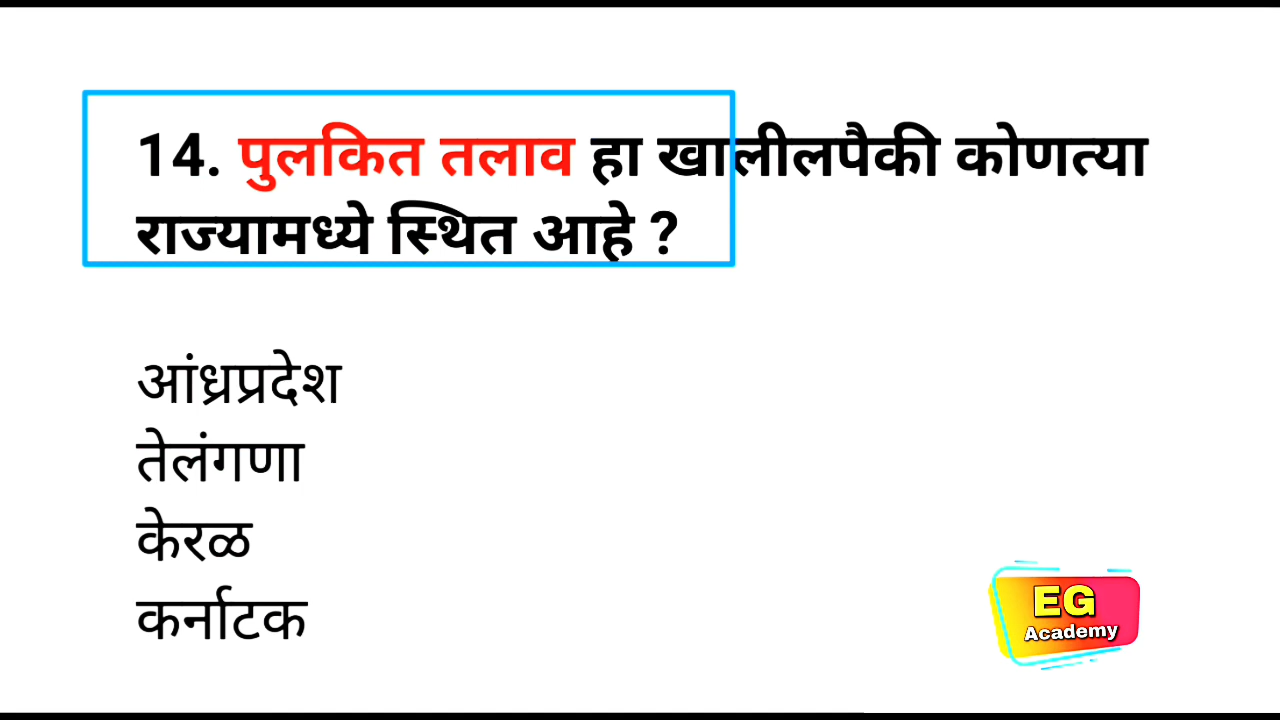 14. पुलकित तलाव हा खालीलपैकी कोणत्या
राज्यामध्ये स्थित आहे ?
आंध्रप्रदेश
तेलंगणा
केरळ
कर्नाटक
EG
Academy